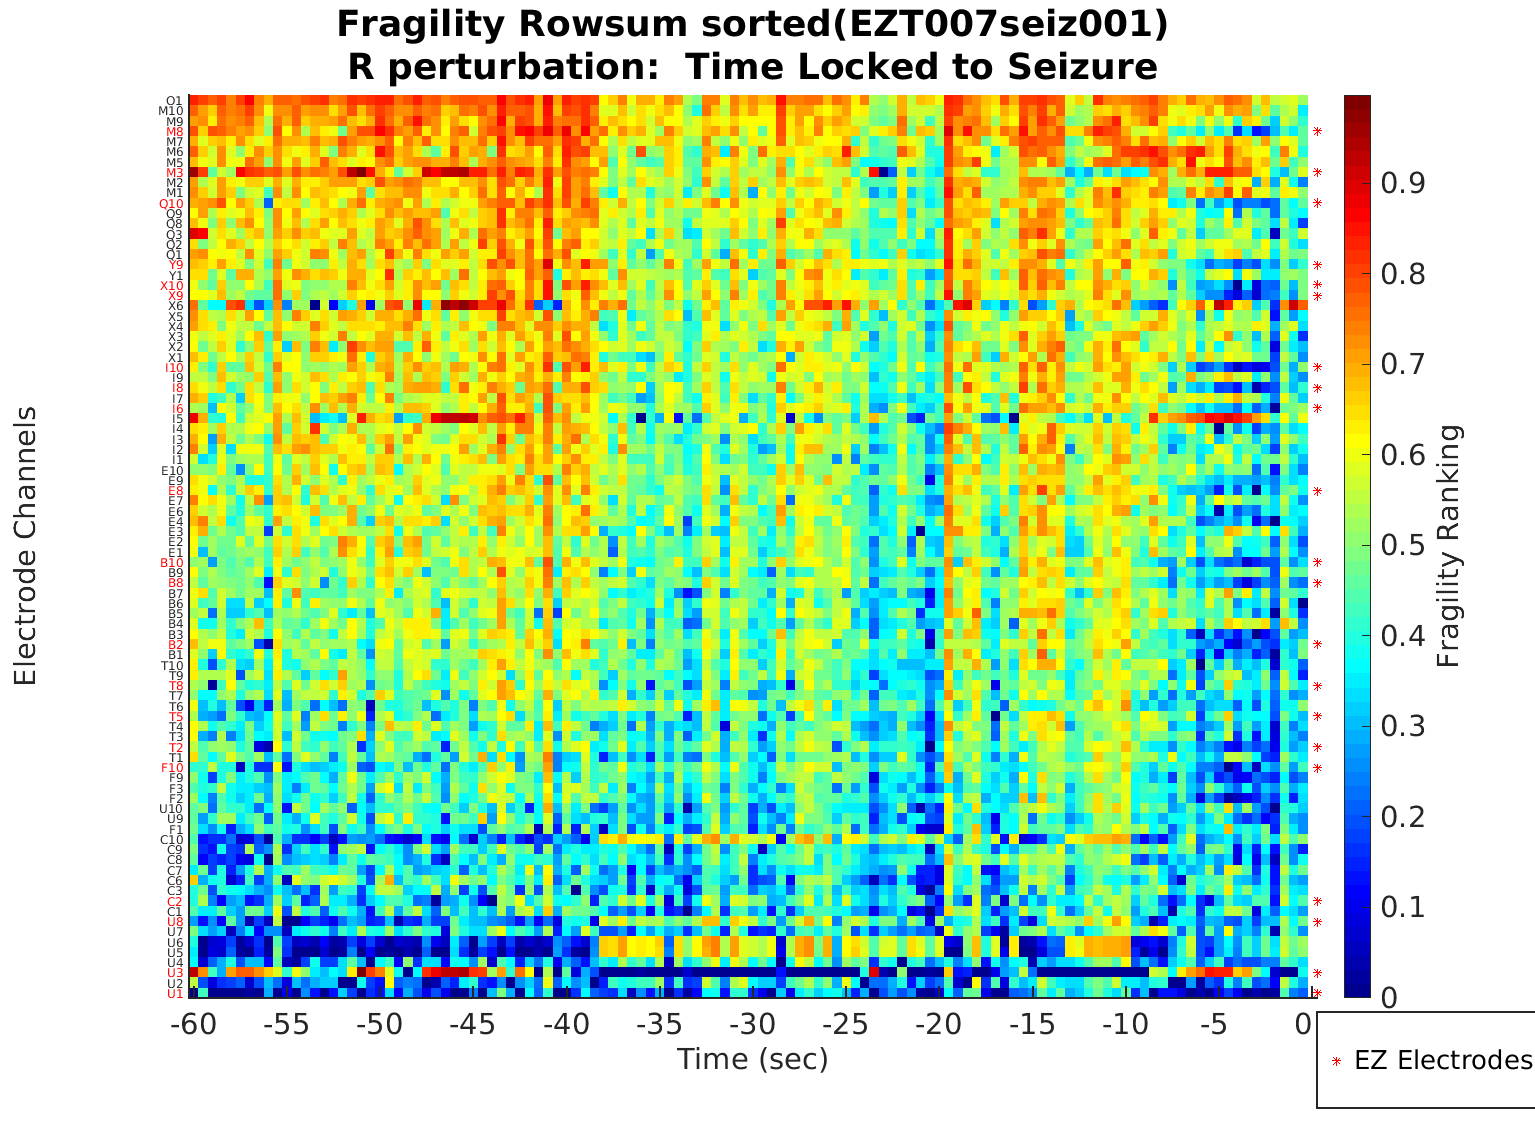 Fragility Rowsum sorted(EZT007seiz001)
R perturbation:  Time Locked to Seizure
Electrode Channels
O1
M10
M9
M8
M7
M6
M5
M3
M2
M1
Q10
Q9
Q8
Q3
Q2
Q1
Y9
Y1
X10
X9
X6
X5
X4
X3
X2
X1
I10
I9
I8
I7
I6
I5
I4
I3
I2
I1
E10
E9
E8
E7
E6
E4
E3
E2
E1
B10
B9
B8
B7
B6
B5
B4
B3
B2
B1
T10
T9
T8
T7
T6
T5
T4
T3
T2
T1
F10
F9
F3
F2
U10
U9
F1
C10
C9
C8
C7
C6
C3
C2
C1
U8
U7
U6
U5
U4
U3
U2
U1
-60 -55 -50 -45 -40 -35 -30 -25 -20 -15 -10 -5 0
Time (sec)
0.9
0.8
0.7
0.6
0.5
0.4
0.3
0.2
0.1
0
Fragility Ranking
EZ Electrodes